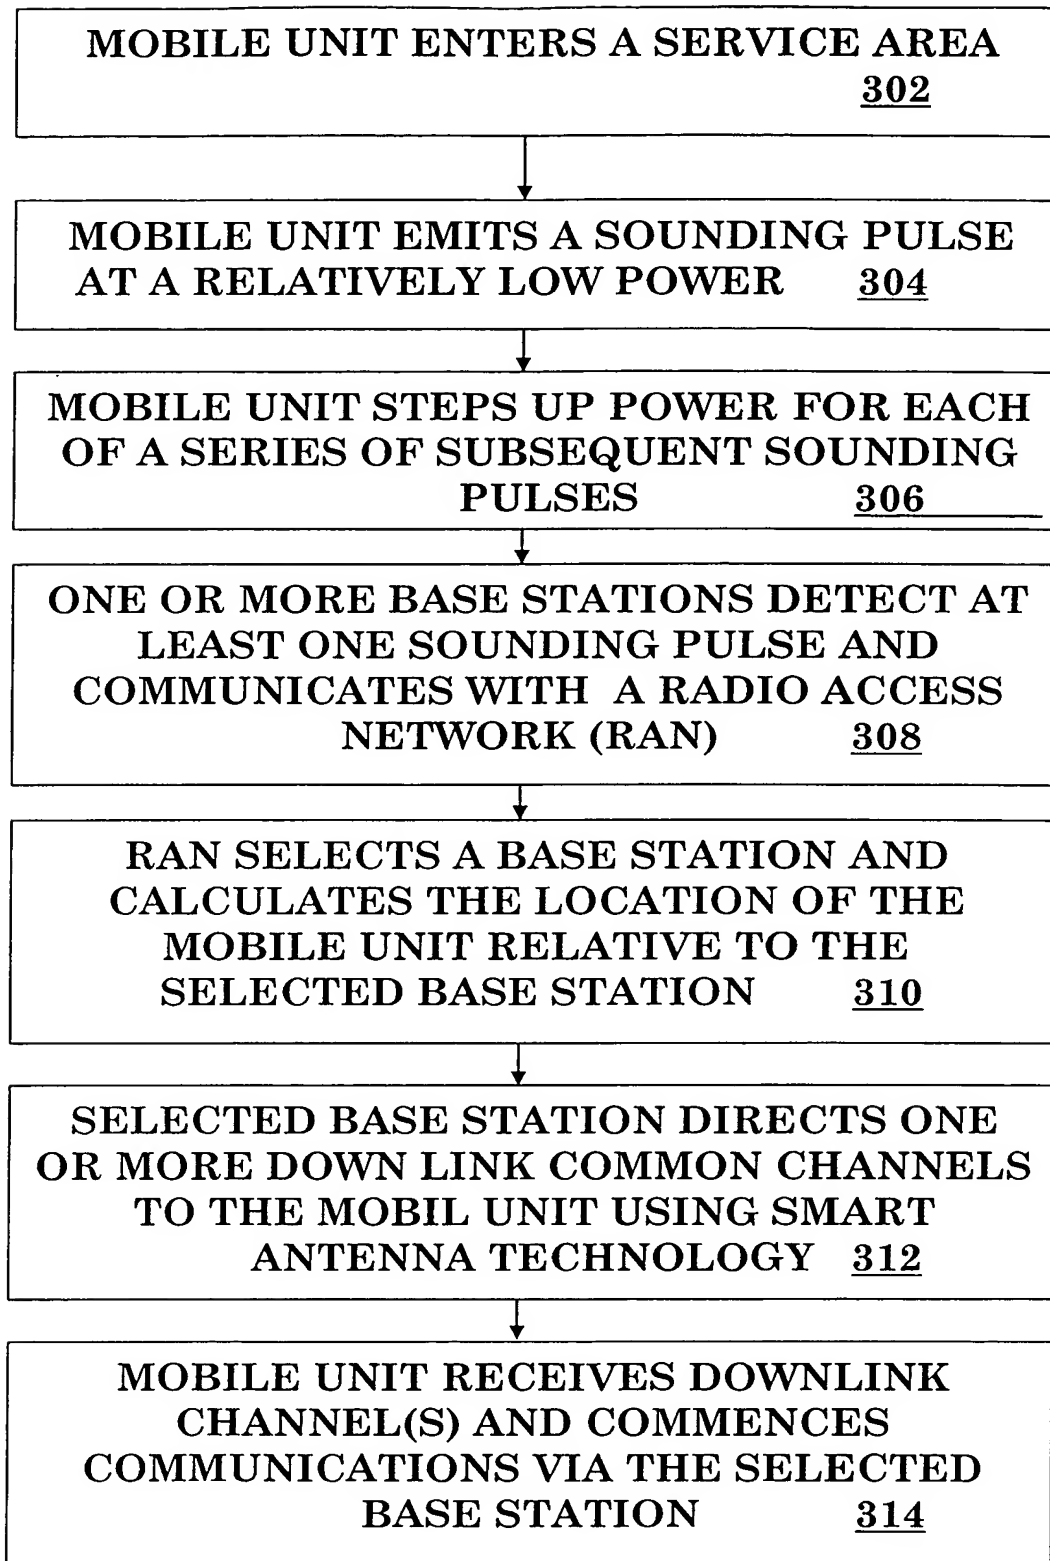 MOBILE UNIT ENTERS A SERVICE AREA
302
MOBILE UNIT EMITS A SOUNDING PULSE
AT A RELATIVELY LOW POWER 304
MOBILE UNIT STEPS UP POWER FOR EACH
OF A SERIES OF SUBSEQUENT SOUNDING
PULSES 306
ONE OR MORE BASE STATIONS DETECT AT
LEAST ONE SOUNDING PULSE AND
COMMUNICATES WITH A RADIO ACCESS
NETWORK (RAN) 308
RAN SELECTS A BASE STATION AND
CALCULATES THE LOCATION OF THE
MOBILE UNIT RELATIVE TO THE
SELECTED BASE STATION 310
SELECTED BASE STATION DIRECTS ONE
OR MORE DOWN LINK COMMON CHANNELS
TO THE MOBIL UNIT USING SMART
ANTENNA TECHNOLOGY 312
MOBILE UNIT RECEIVES DOWNLINK
CHANNEL(S) AND COMMENCES
COMMUNICATIONS VIA THE SELECTED
BASE STATION 314